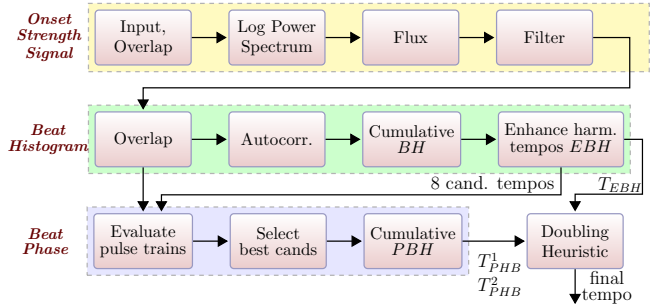 Onset
Strength
Signal
Input,
Overlap
Log Power
Spectrum
Flux
Filter
Beat
Histogram
Overlap
Autocorr.
Cumulative
BH
Enhance harm.
tempos EBH
8 cand. tempos
T_EBH
Beat
Phase
Evaluate
pulse trains
Select
best cands
Cumulative
PBH
T^1_PHB
T^2_PHB
Doubling
Heuristic
final
tempo